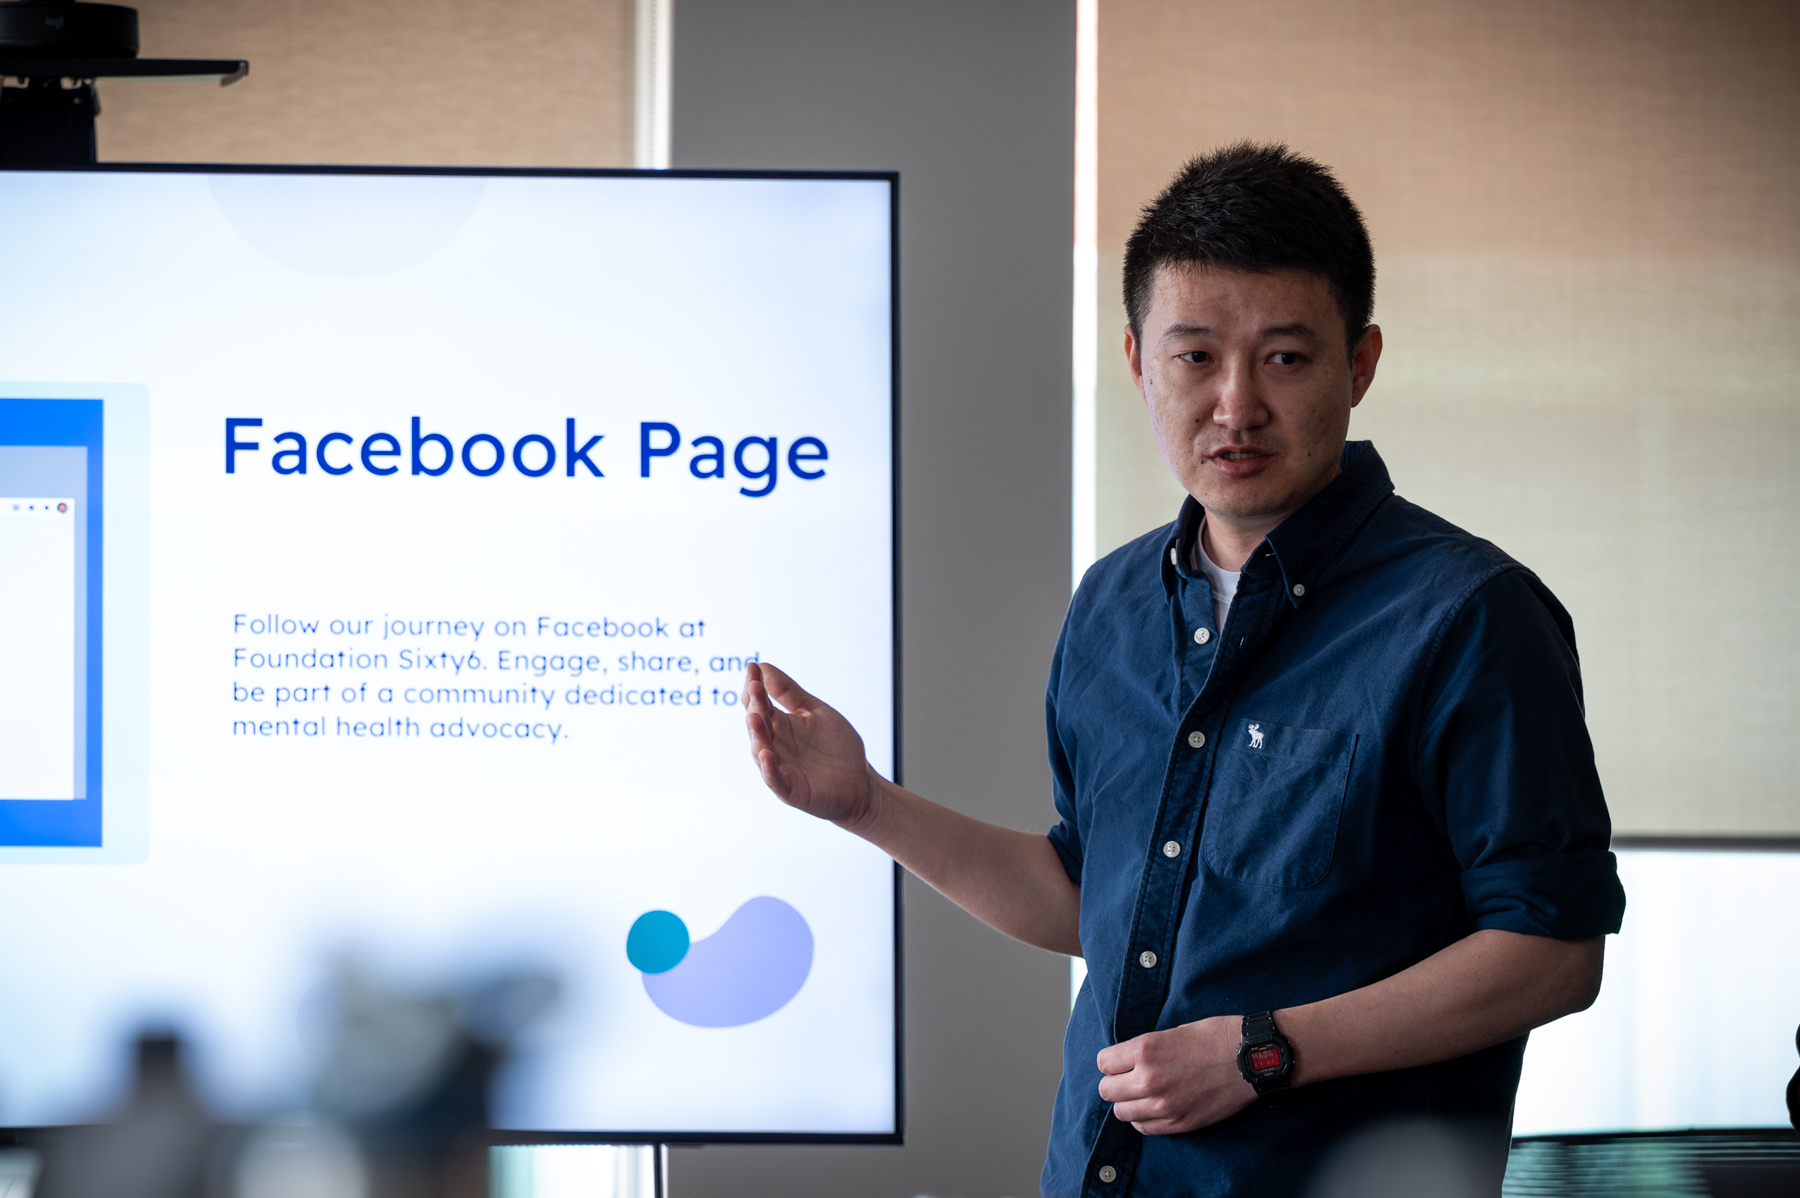 logi
Facebook Page
Follow our journey on Facebook at
Foundation Sixty6. Engage, share, and
be part of a community dedicated to
mental health advocacy.